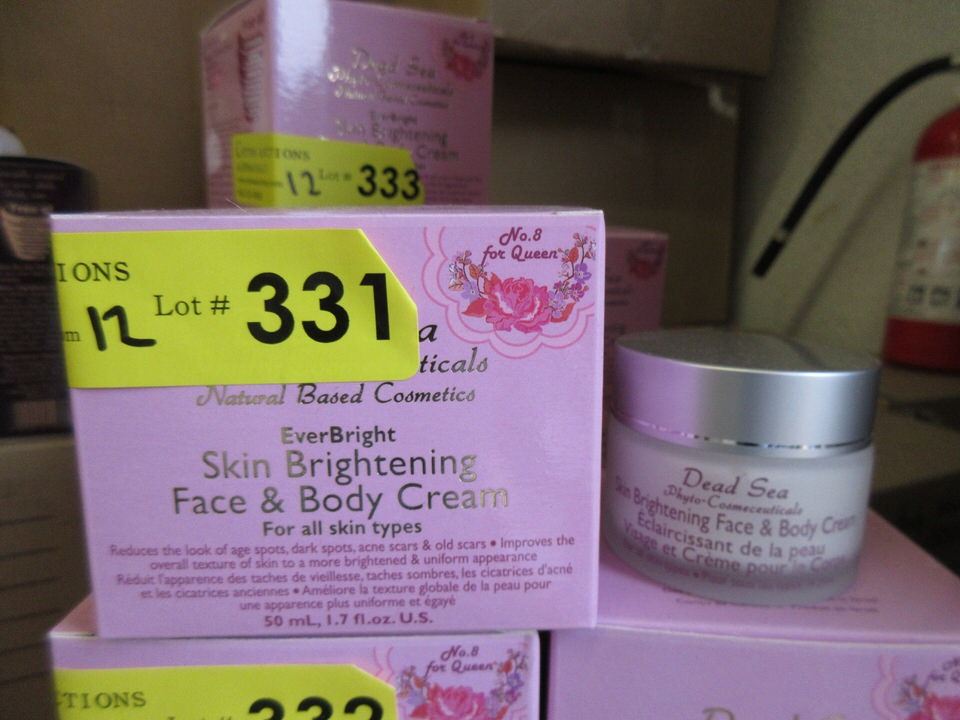 Dead Sea
Phyto-Cosmeceuticals
EverBright
Skin Brightening
Cream
12 Lot # 333
IONS
12 Lot # 331
No.8
for Queen
a
ticals
Natural Based Cosmetics
EverBright
Skin Brightening
Face & Body Cream
For all skin types
Reduces the look of age spots, dark spots, acne scars & old scars • Improves the
overall texture of skin to a more brightened & uniform appearance
Réduit l'apparence des taches de vieillesse, taches sombres, les cicatrices d'acné
et les cicatrices anciennes • Améliore la texture globale de la peau pour
une apparence plus uniforme et égayé
50 mL, 1.7 fl.oz. U.S.
Dead Sea
Phyto-Cosmeceuticals
Skin Brightening Face & Body Cream
Éclaircissant de la peau
Visage et Crème pour le Corps
TIONS
332
No.8
for Queen